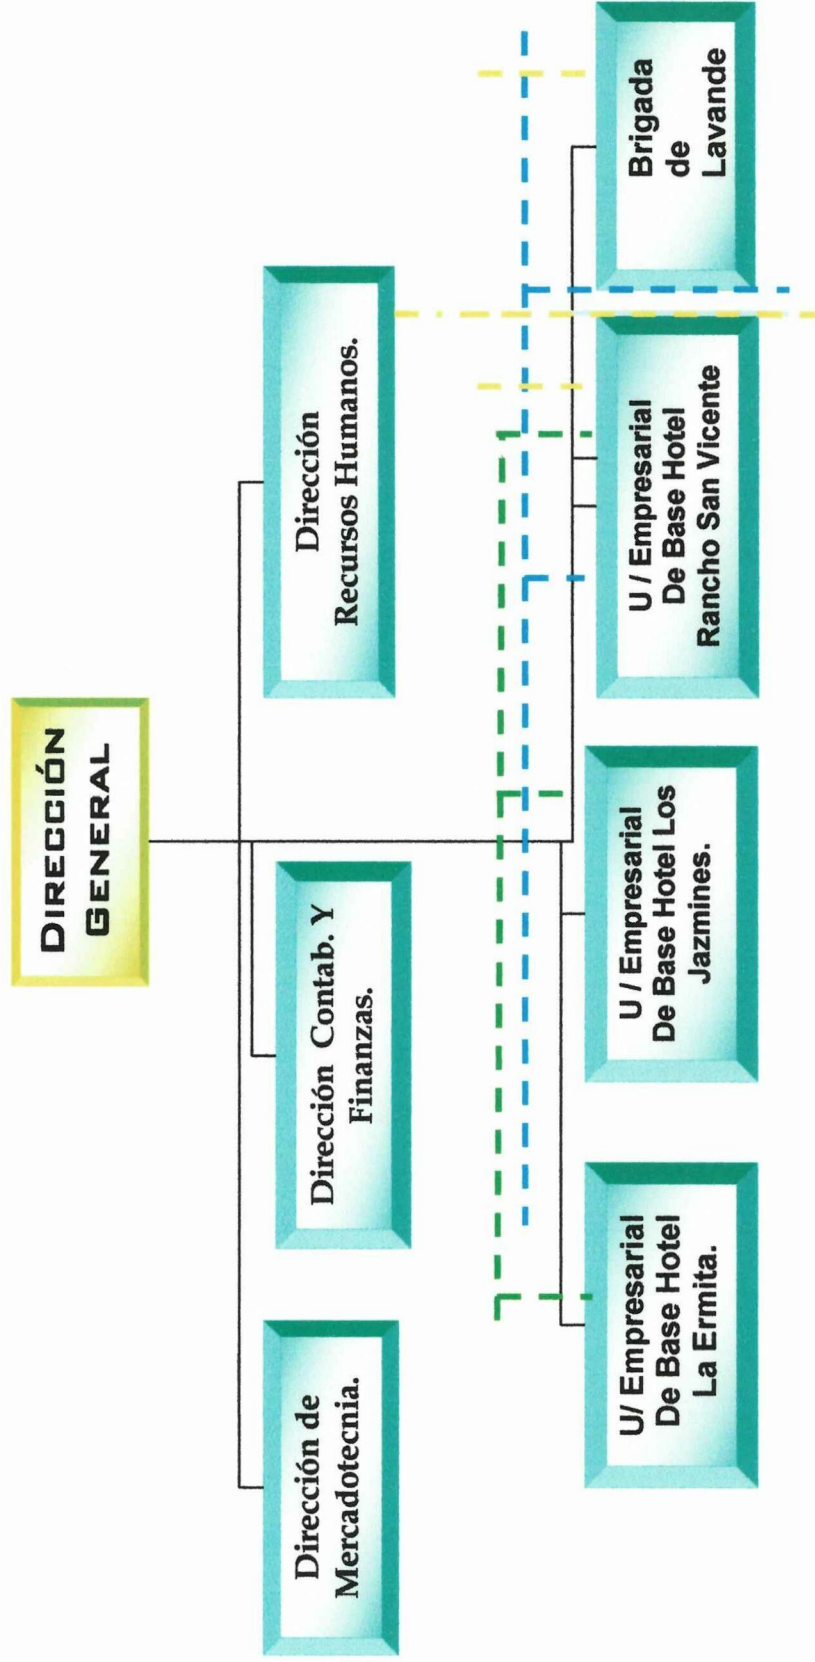 DIRECCIÓN
GENERAL
Dirección de
Mercadotecnia.
Dirección Contab. Y
Finanzas.
Dirección
Recursos Humanos.
U/ Empresarial
De Base Hotel
La Ermita.
U / Empresarial
De Base Hotel Los
Jazmines.
U / Empresarial
De Base Hotel
Rancho San Vicente
Brigada
de
Lavande